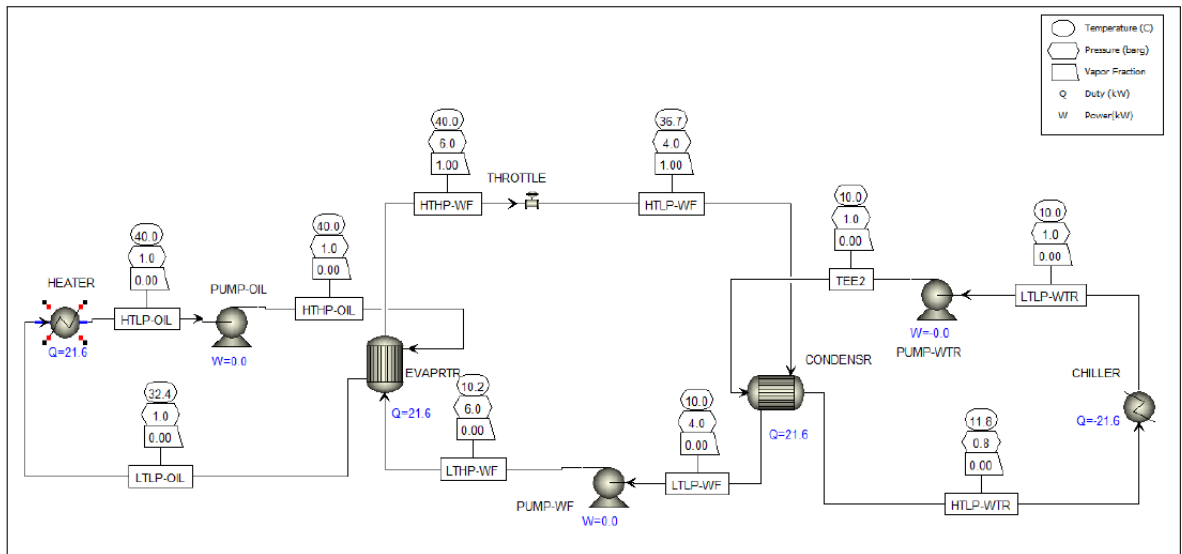 Temperature (C)
Pressure (barg)
Vapor Fraction
Q Duty (kW)
W Power(kW)
40.0
6.0
1.00
HTHP-WF
THROTTLE
36.7
4.0
1.00
HTLP-WF
40.0
1.0
0.00
HTLP-OIL
HEATER
Q=21.6
PUMP-OIL
W=0.0
40.0
1.0
0.00
HTHP-OIL
10.0
1.0
0.00
TEE2
10.0
1.0
0.00
LTLP-WTR
W=-0.0
PUMP-WTR
EVAPRTR
Q=21.6
CONDENSR
Q=21.6
CHILLER
Q=-21.6
32.4
1.0
0.00
LTLP-OIL
10.2
6.0
0.00
LTHP-WF
PUMP-WF
W=0.0
10.0
4.0
0.00
LTLP-WF
11.8
0.8
0.00
HTLP-WTR